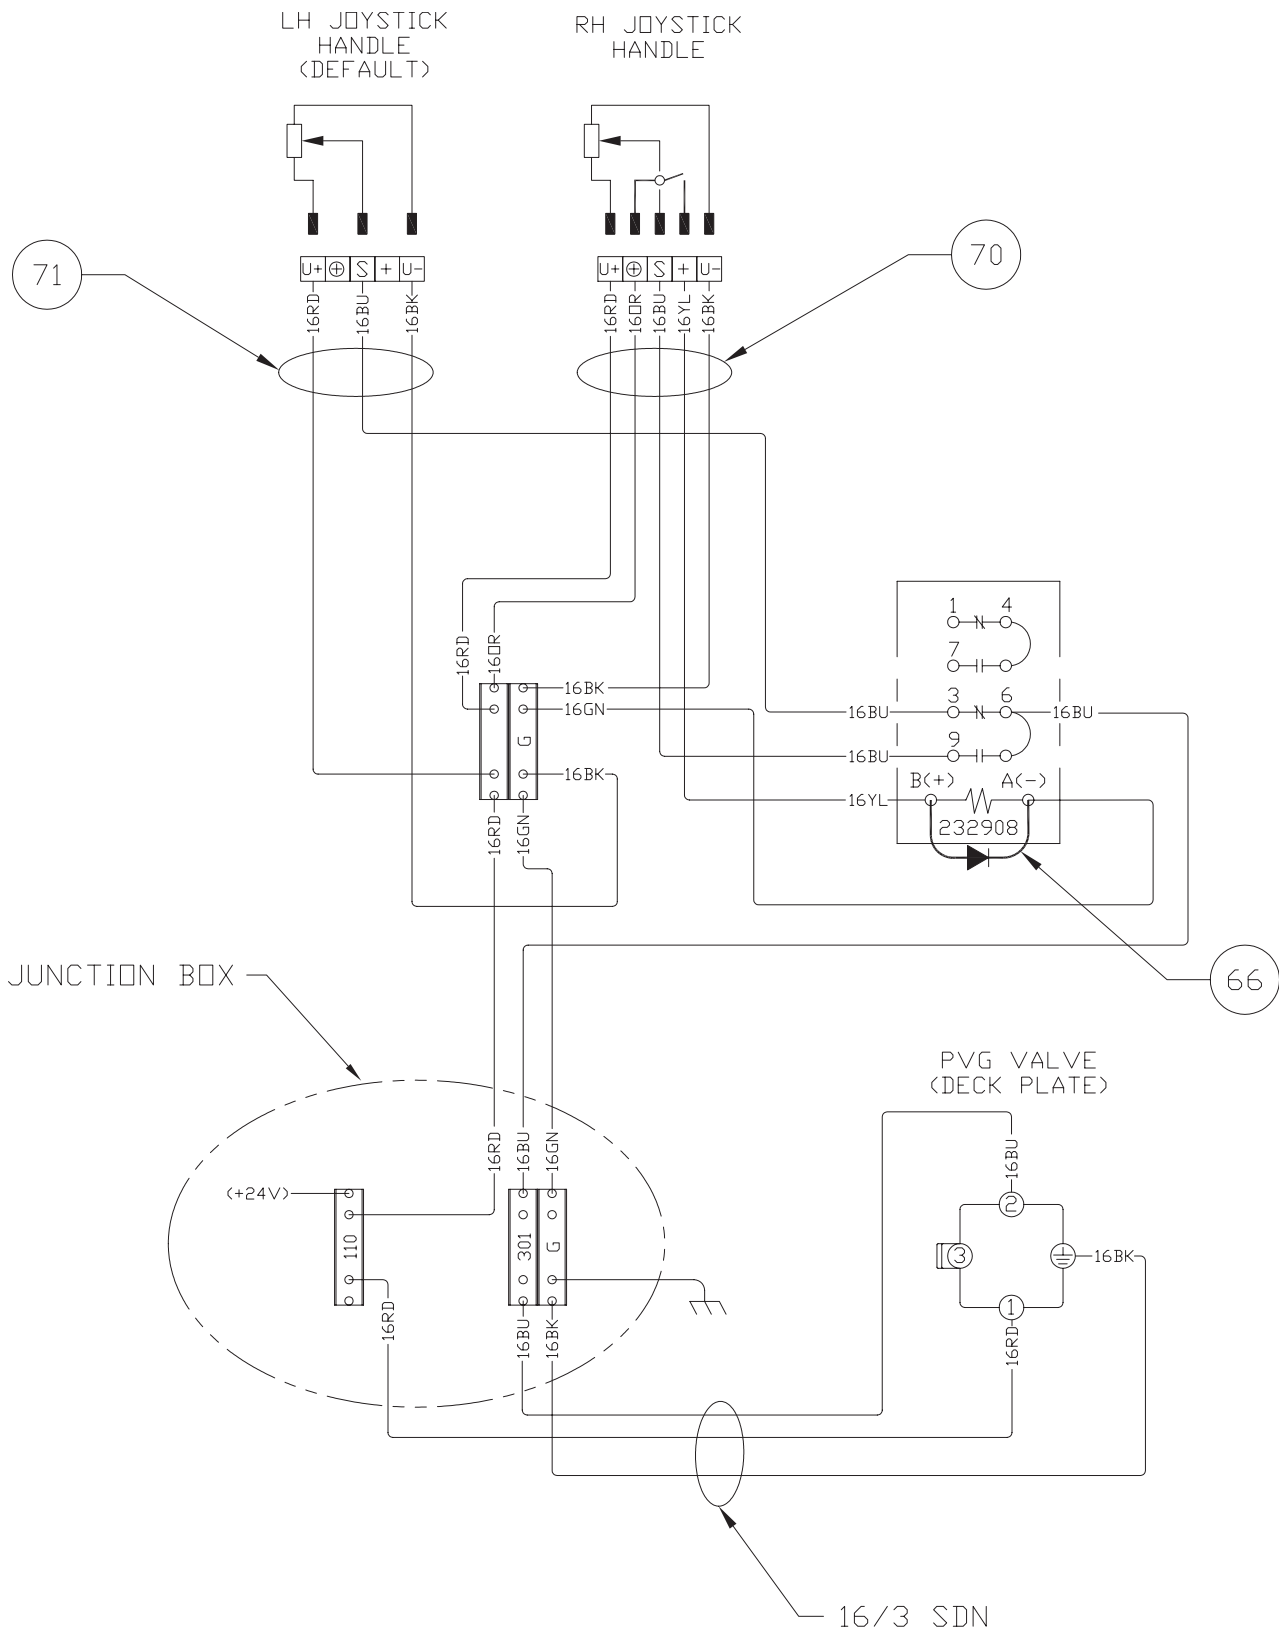 LH JOYSTICK
HANDLE
(DEFAULT)
RH JOYSTICK
HANDLE
71
70
U+ ⊕ S + U-
U+ ⊕ S + U-
16RD
16BU
16BK
16RD
16OR
16BU
16YL
16BK
16RD
16OR
1
4
7
3
6
9
16BK
16GN
G
16BK
16BU
16BU
16BU
B(+)
A(-)
16YL
232908
16RD
16GN
JUNCTION BOX
66
PVG VALVE
(DECK PLATE)
16RD
16BU
16GN
16BU
(+24V)
110
301
G
2
3
16BK
1
16RD
16BU
16BK
16RD
16/3 SDN